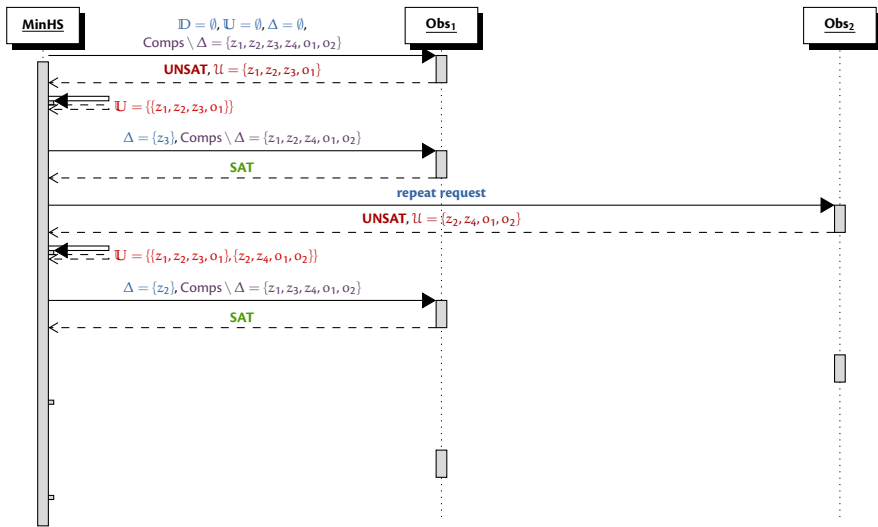 MinHS
𝔻 = ∅, 𝕌 = ∅, Δ = ∅,
Obs₁
Obs₂
Comps \ Δ = {z₁, z₂, z₃, z₄, o₁, o₂}
UNSAT, 𝒰 = {z₁, z₂, z₃, o₁}
𝕌 = {{z₁, z₂, z₃, o₁}}
Δ = {z₃}, Comps \ Δ = {z₁, z₂, z₄, o₁, o₂}
SAT
repeat request
UNSAT, 𝒰 = {z₂, z₄, o₁, o₂}
𝕌 = {{z₁, z₂, z₃, o₁},{z₂, z₄, o₁, o₂}}
Δ = {z₂}, Comps \ Δ = {z₁, z₃, z₄, o₁, o₂}
SAT